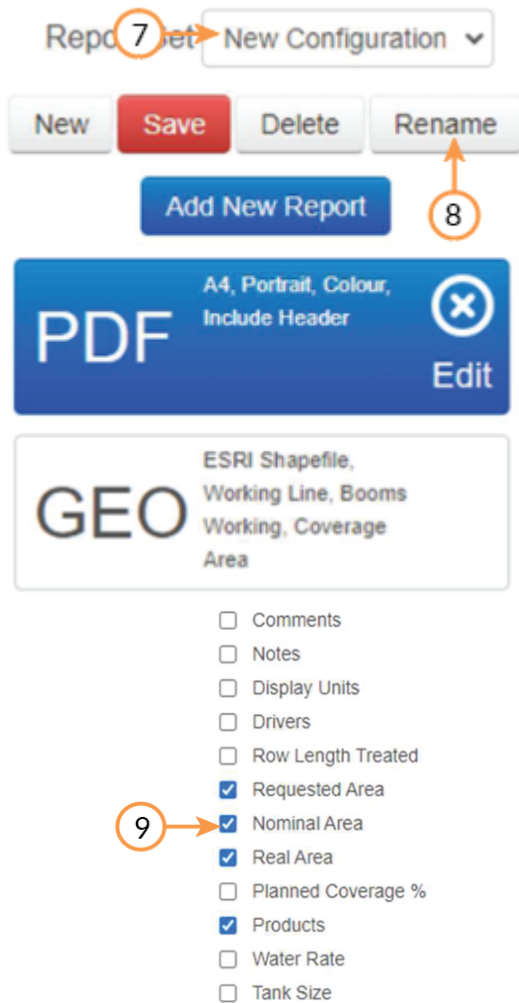 Repo 7 et New Configuration
New Save Delete Rename
Add New Report 8
PDF
A4, Portrait, Colour,
Include Header
Edit
GEO
ESRI Shapefile,
Working Line, Booms
Working, Coverage
Area
Comments
Notes
Display Units
Drivers
Row Length Treated
Requested Area
9 Nominal Area
Real Area
Planned Coverage %
Products
Water Rate
Tank Size